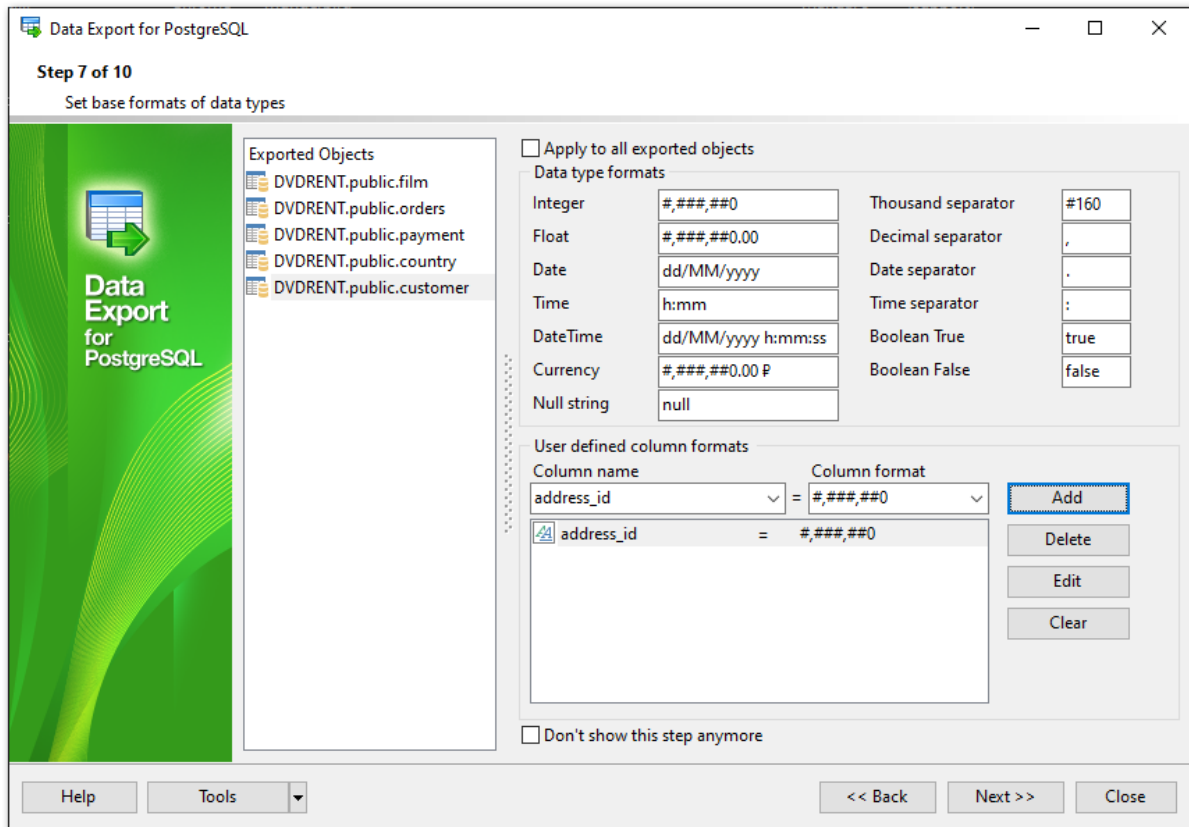 Data Export for PostgreSQL
Step 7 of 10
Set base formats of data types
Data
Export
for
PostgreSQL
Exported Objects
DVDRENT.public.film
DVDRENT.public.orders
DVDRENT.public.payment
DVDRENT.public.country
DVDRENT.public.customer
Apply to all exported objects
Data type formats
Integer #,###,##0 Thousand separator #160
Float #,###,##0.00 Decimal separator ,
Date dd/MM/yyyy Date separator .
Time h:mm Time separator :
DateTime dd/MM/yyyy h:mm:ss Boolean True true
Currency #,###,##0.00 ₽ Boolean False false
Null string null
User defined column formats
Column name Column format
address_id = #,###,##0 Add
address_id = #,###,##0
Delete
Edit
Clear
Don't show this step anymore
Help Tools << Back Next >> Close